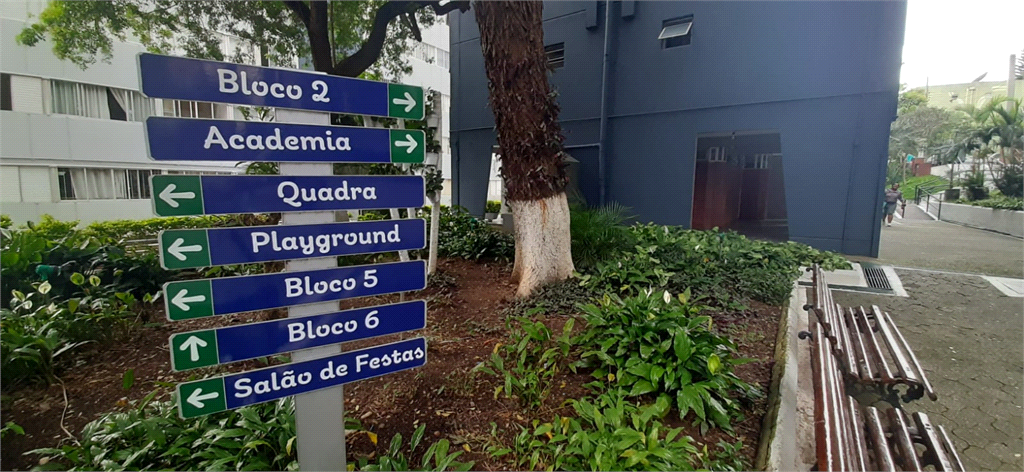 Bloco 2
Academia
Quadra
Playground
Bloco 5
Bloco 6
Salão de Festas